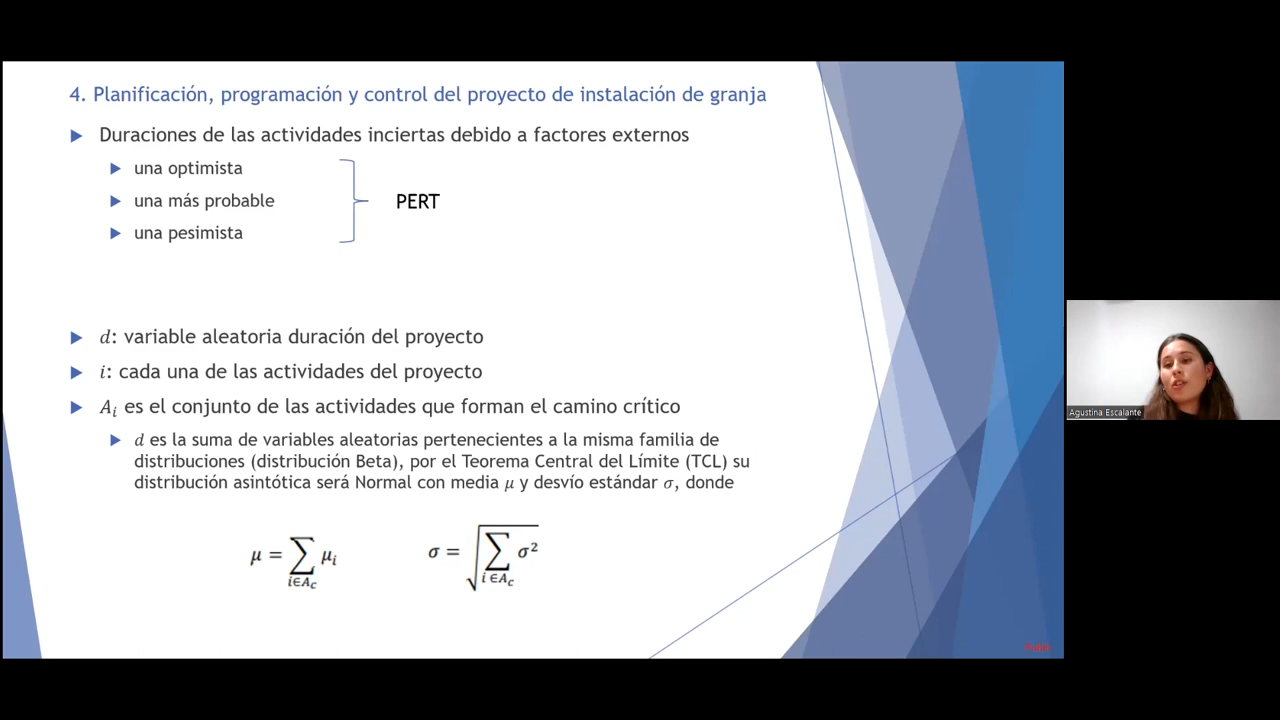 4. Planificación, programación y control del proyecto de instalación de granja
Duraciones de las actividades inciertas debido a factores externos
una optimista
una más probable
una pesimista
PERT
d: variable aleatoria duración del proyecto
i: cada una de las actividades del proyecto
A_i es el conjunto de las actividades que forman el camino crítico
d es la suma de variables aleatorias pertenecientes a la misma familia de
distribuciones (distribución Beta), por el Teorema Central del Límite (TCL) su
distribución asintótica será Normal con media μ y desvío estándar σ, donde
μ = ∑_{i∈A_c} μ_i
σ = √(∑_{i∈A_c} σ²)
Agustina Escalante